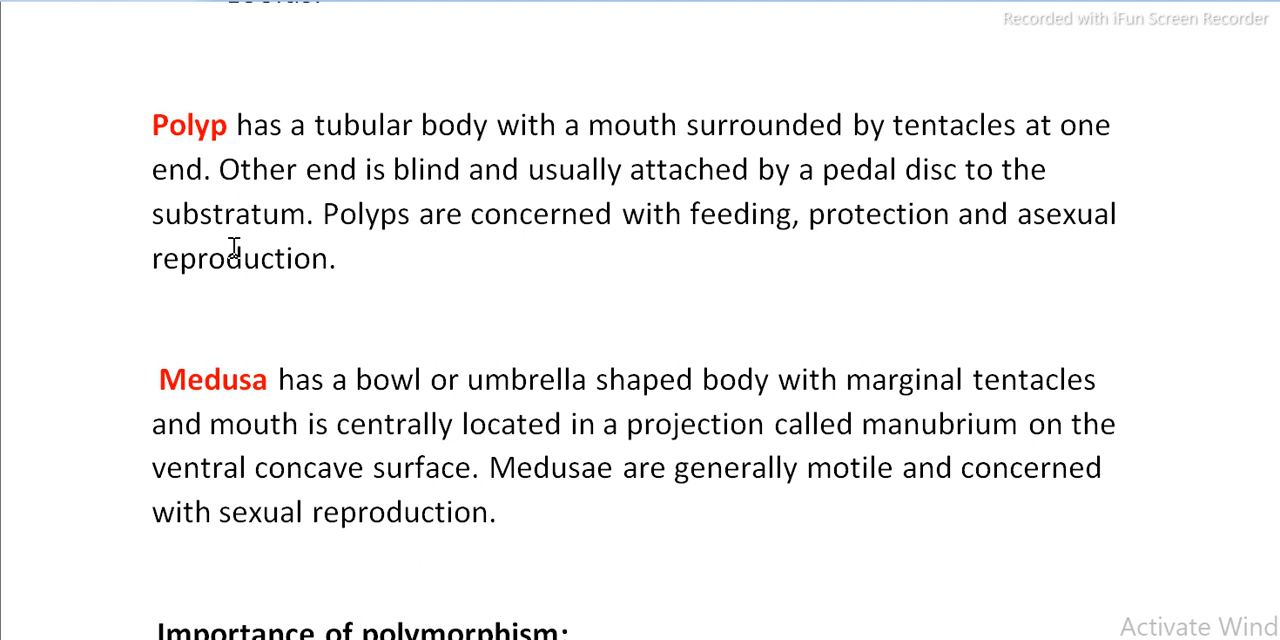 Recorded with iFun Screen Recorder
Polyp has a tubular body with a mouth surrounded by tentacles at one
end. Other end is blind and usually attached by a pedal disc to the
substratum. Polyps are concerned with feeding, protection and asexual
reproduction.
Medusa has a bowl or umbrella shaped body with marginal tentacles
and mouth is centrally located in a projection called manubrium on the
ventral concave surface. Medusae are generally motile and concerned
with sexual reproduction.
Importance of polymorphism:
Activate Wind